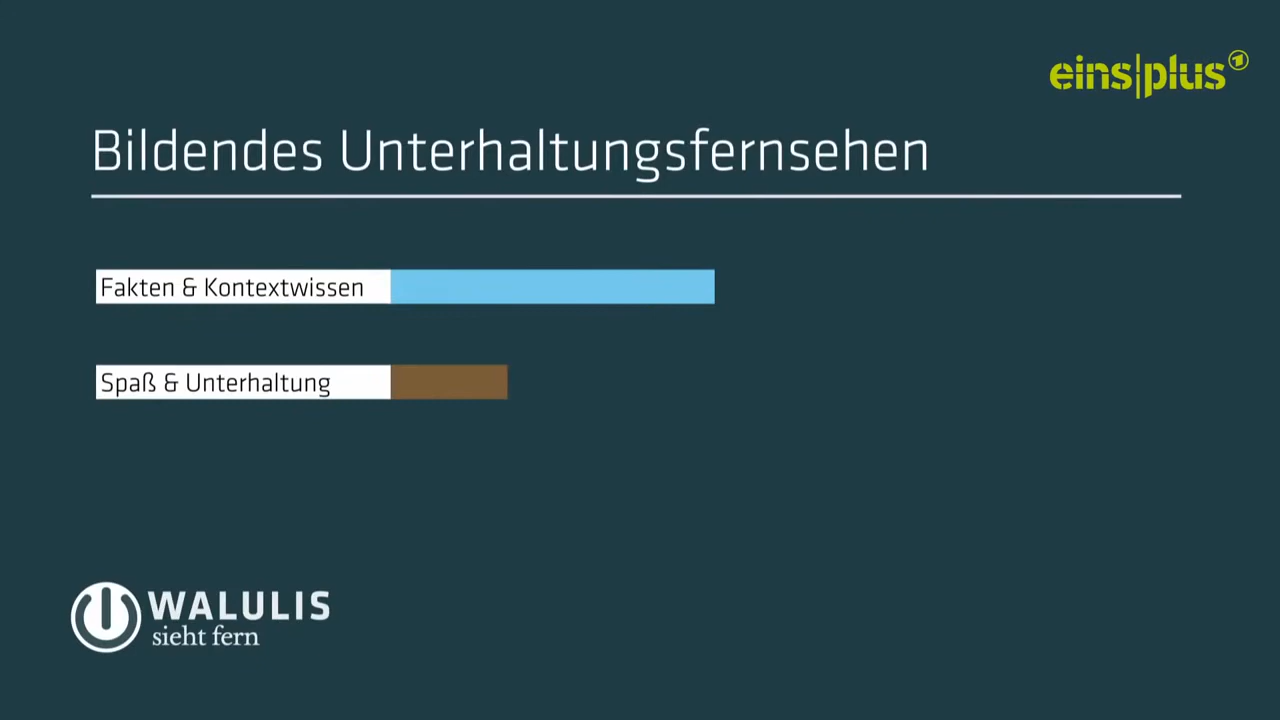 eins|plus
Bildendes Unterhaltungsfernsehen
Fakten & Kontextwissen
Spaß & Unterhaltung
WALULIS
sieht fern